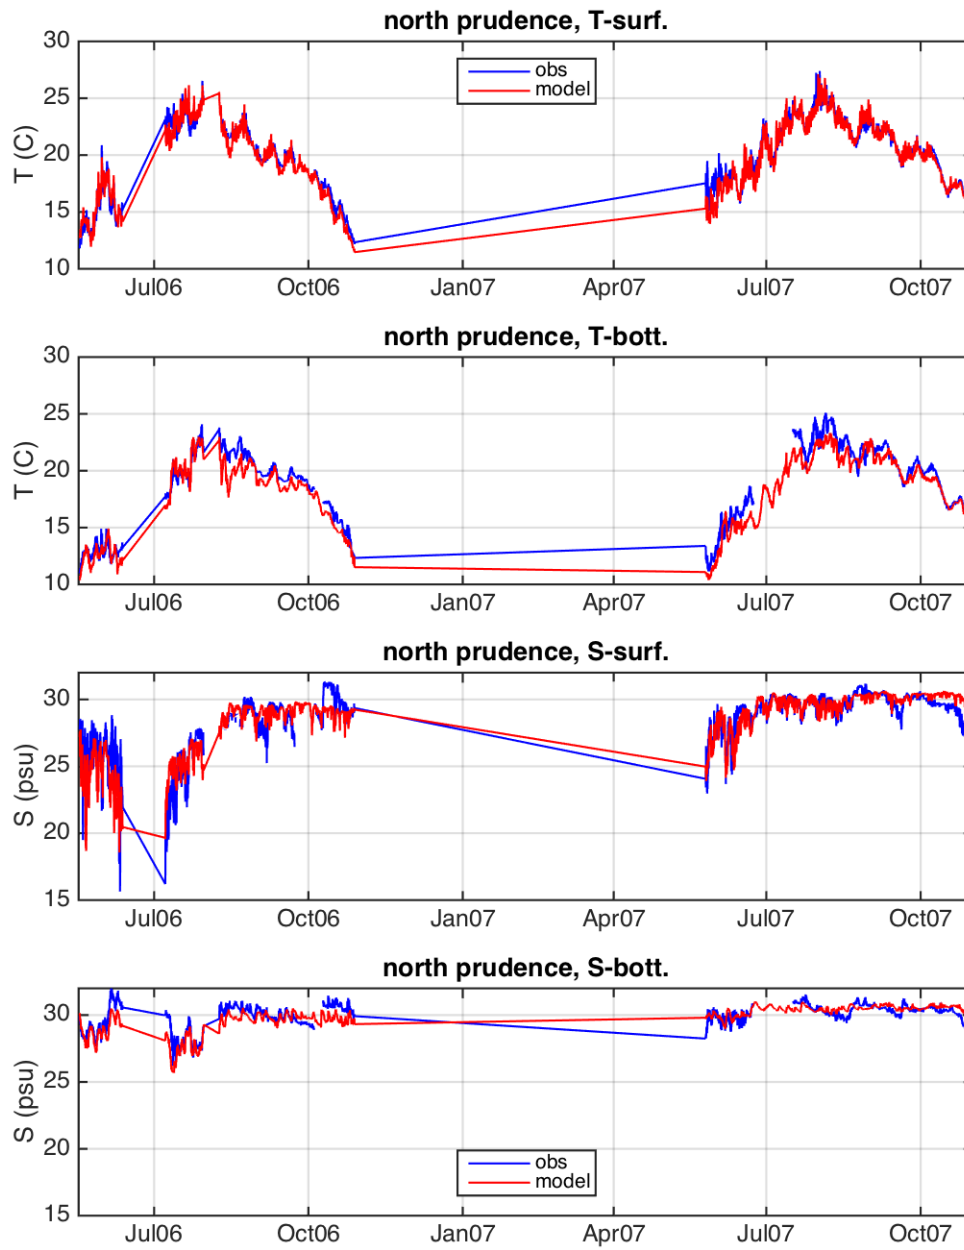 north prudence, T-surf.
30
25
20
15
10
T (C)
obs
model
Jul06 Oct06 Jan07 Apr07 Jul07 Oct07
north prudence, T-bott.
30
25
20
15
10
T (C)
Jul06 Oct06 Jan07 Apr07 Jul07 Oct07
north prudence, S-surf.
30
25
20
15
S (psu)
Jul06 Oct06 Jan07 Apr07 Jul07 Oct07
north prudence, S-bott.
30
25
20
15
S (psu)
obs
model
Jul06 Oct06 Jan07 Apr07 Jul07 Oct07